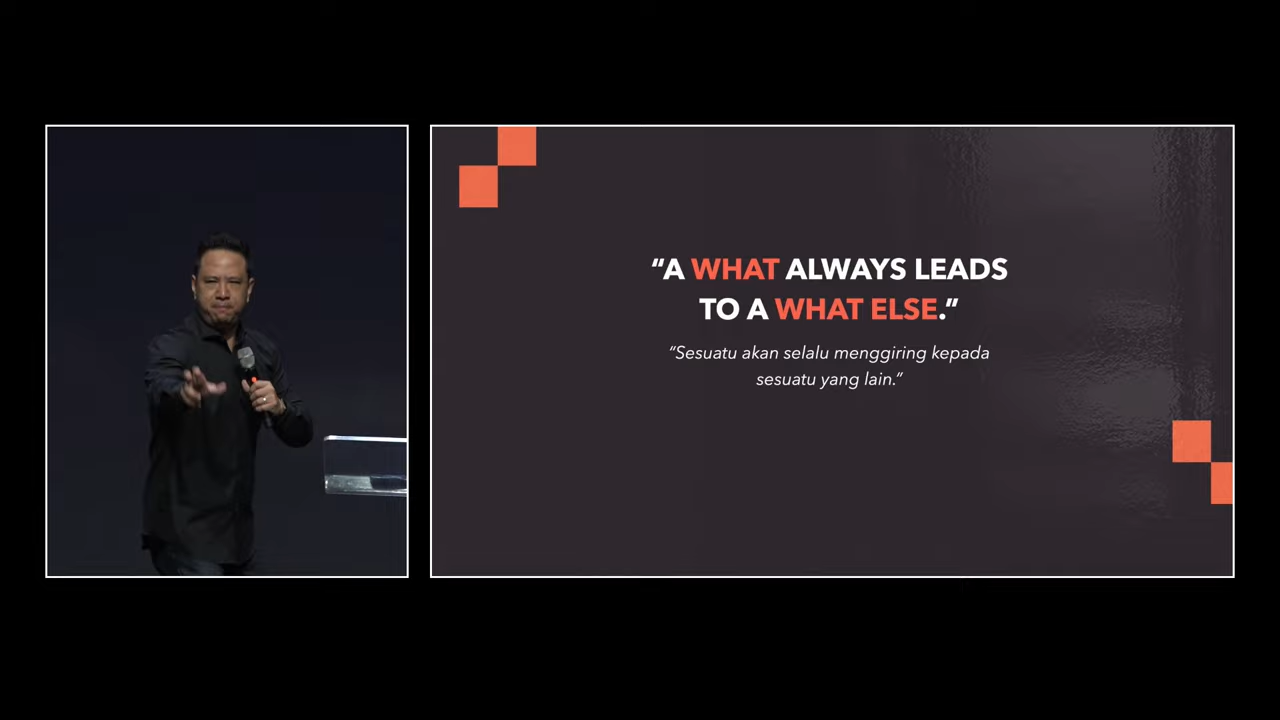 “A WHAT ALWAYS LEADS
TO A WHAT ELSE.”
“Sesuatu akan selalu menggiring kepada
sesuatu yang lain.”